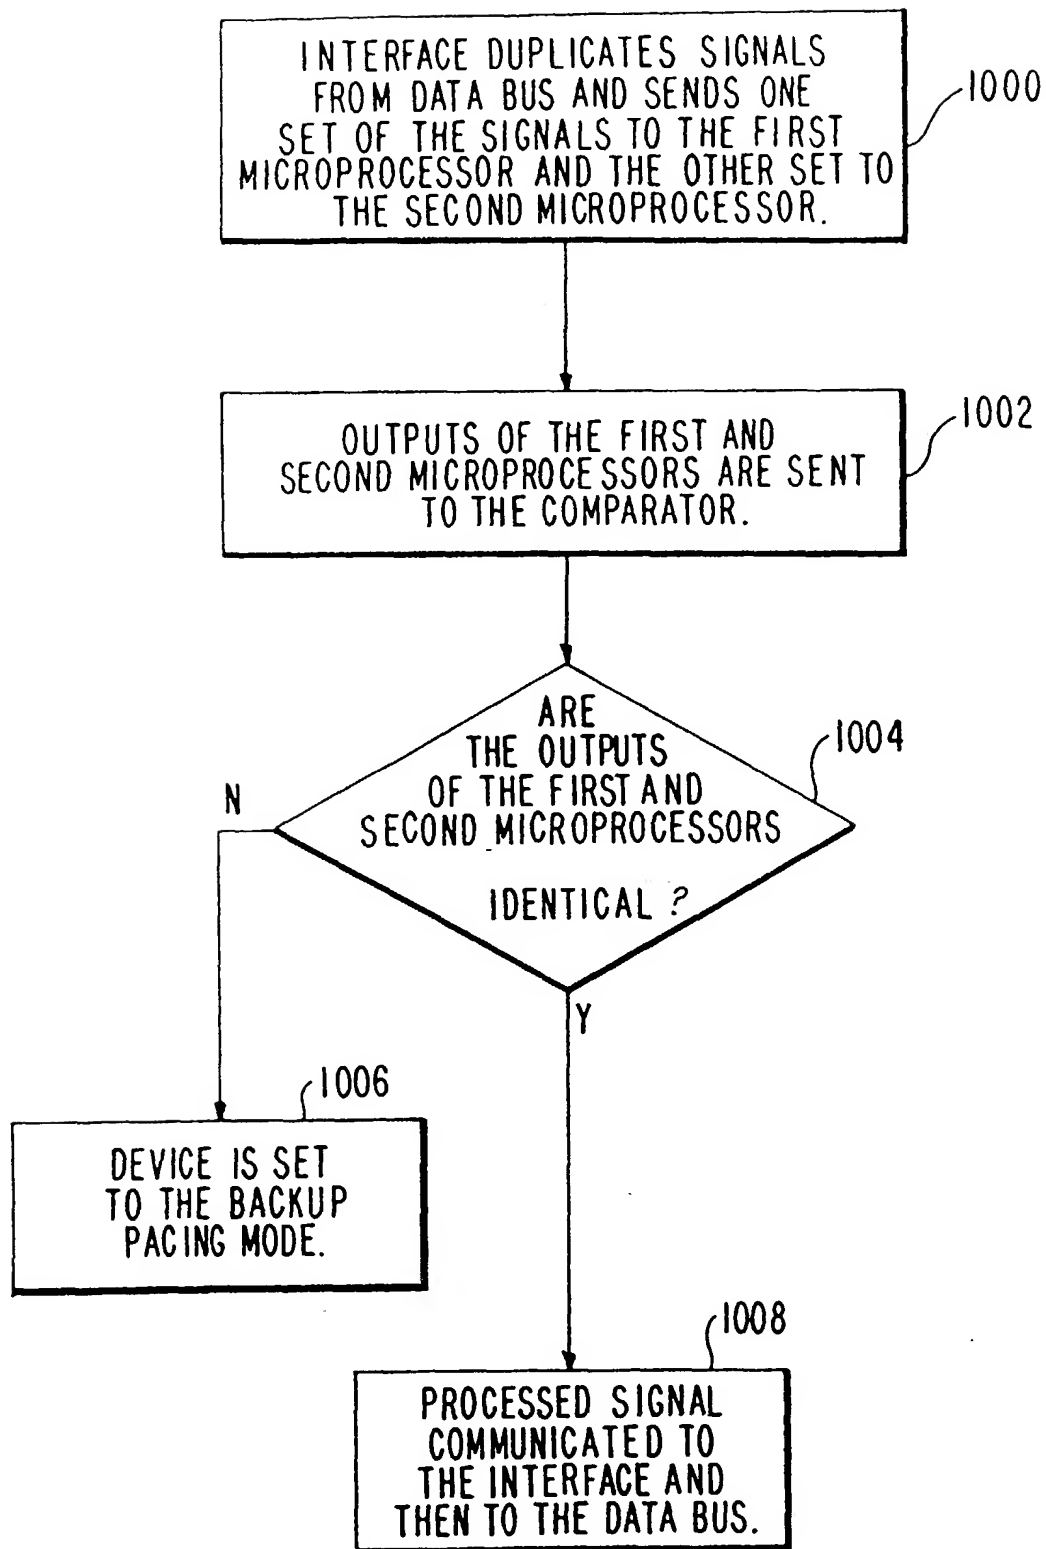 INTERFACE DUPLICATES SIGNALS
FROM DATA BUS AND SENDS ONE
SET OF THE SIGNALS TO THE FIRST
MICROPROCESSOR AND THE OTHER SET TO
THE SECOND MICROPROCESSOR.
1000
OUTPUTS OF THE FIRST AND
SECOND MICROPROCESSORS ARE SENT
TO THE COMPARATOR.
1002
ARE
THE OUTPUTS
OF THE FIRST AND
SECOND MICROPROCESSORS
IDENTICAL ?
1004
N
Y
1006
DEVICE IS SET
TO THE BACKUP
PACING MODE.
1008
PROCESSED SIGNAL
COMMUNICATED TO
THE INTERFACE AND
THEN TO THE DATA BUS.